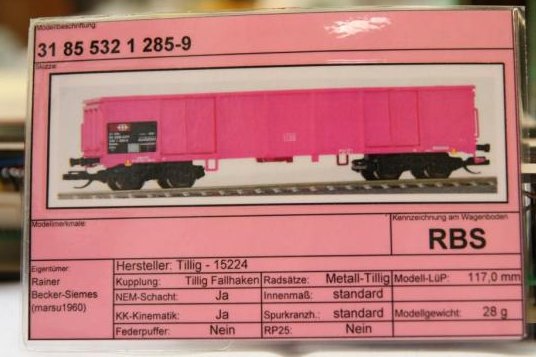 Modellbeschriftung:
31 85 532 1 285-9
Skizze:
Modellmerkmale:
Kennzeichnung am Wagenboden
RBS
Eigentümer:
Rainer
Becker-Siemes
(marsu1960)
Hersteller: Tillig - 15224
Kupplung: Tillig Fallhaken Radsätze: Metall-Tillig Modell-LüP: 117,0 mm
NEM-Schacht: Ja Innenmaß: standard
KK-Kinematik: Ja Spurkranzh.: standard Modellgewicht: 28 g
Federpuffer: Nein RP25: Nein